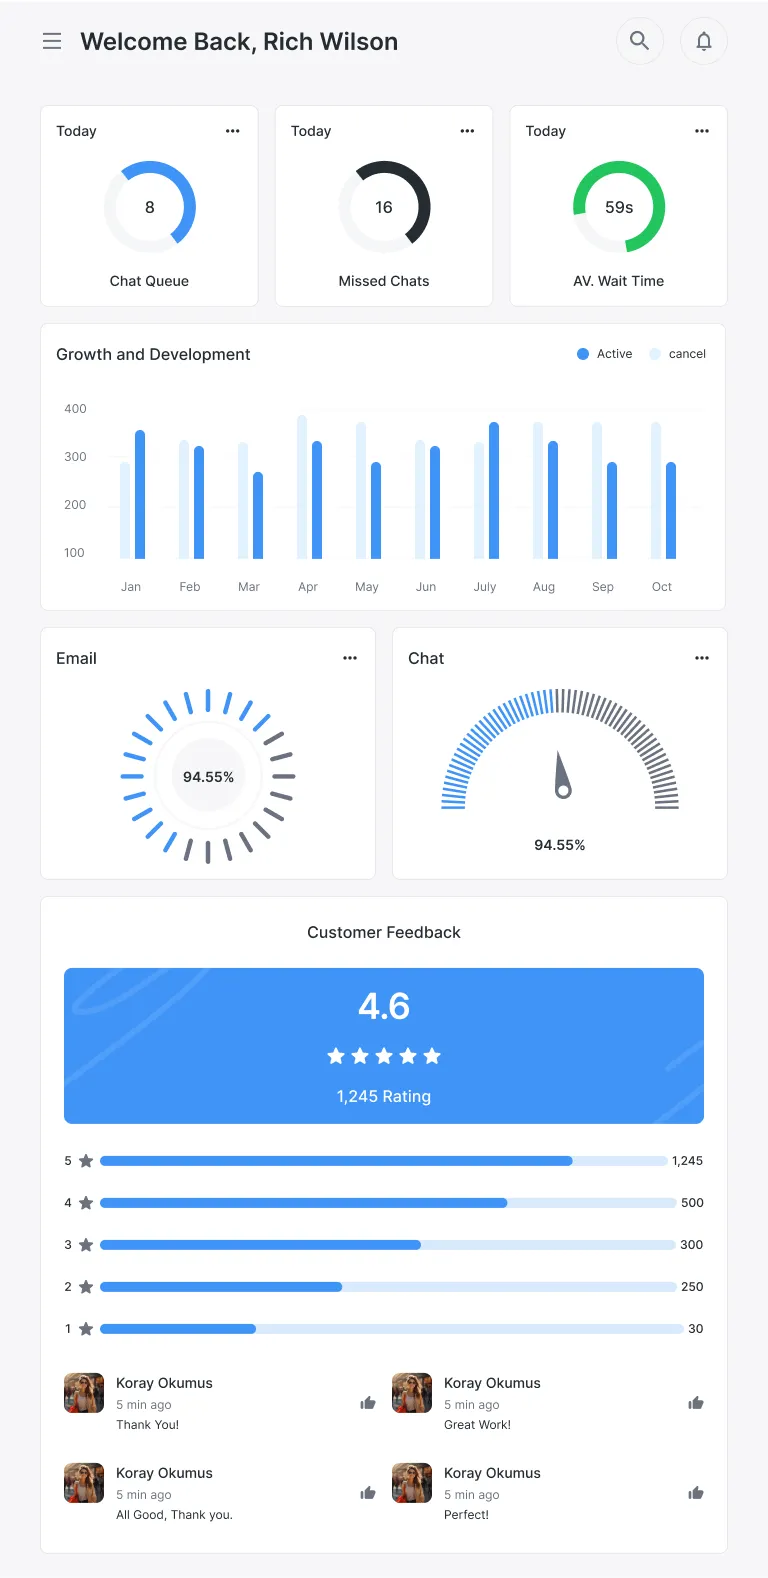 Welcome Back, Rich Wilson
Today
8
Chat Queue
Today
16
Missed Chats
Today
59s
AV. Wait Time
Growth and Development
Active
cancel
400
300
200
100
Jan Feb Mar Apr May Jun July Aug Sep Oct
Email
94.55%
Chat
94.55%
Customer Feedback
4.6
1,245 Rating
5 1,245
4 500
3 300
2 250
1 30
Koray Okumus
5 min ago
Thank You!
Koray Okumus
5 min ago
Great Work!
Koray Okumus
5 min ago
All Good, Thank you.
Koray Okumus
5 min ago
Perfect!